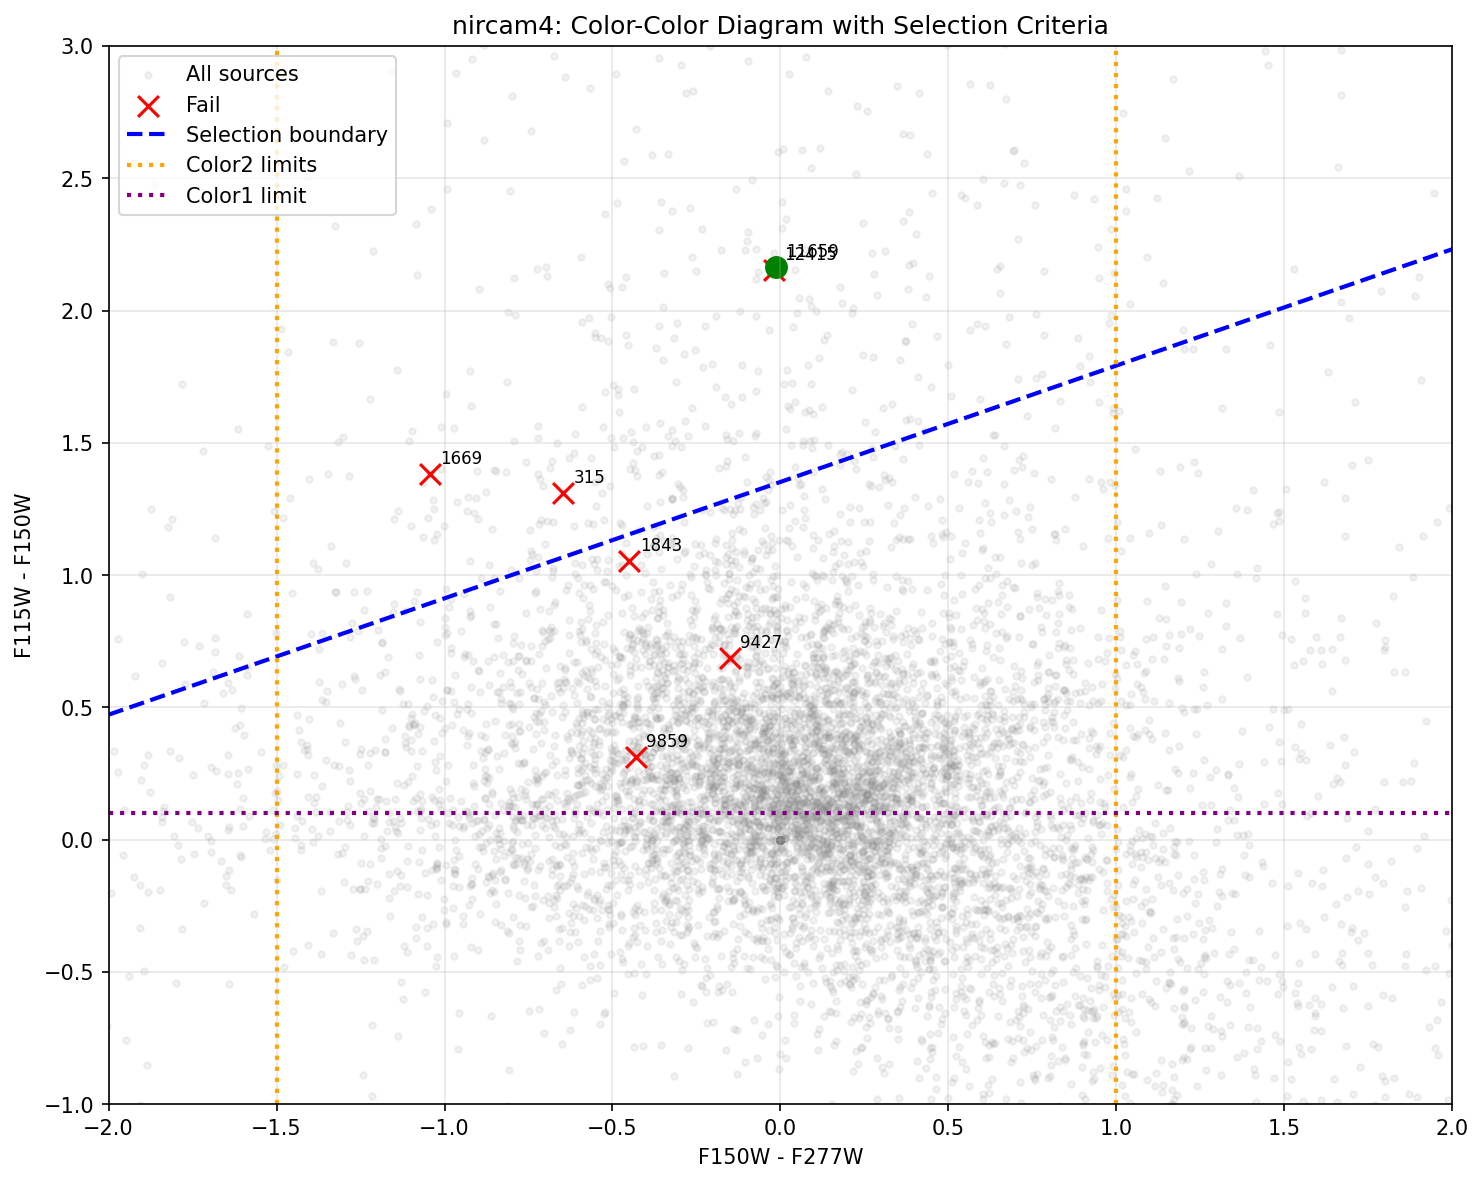 nircam4: Color-Color Diagram with Selection Criteria
All sources
Fail
Selection boundary
Color2 limits
Color1 limit
3.0
2.5
2.0
1.5
1.0
0.5
0.0
−0.5
−1.0
F115W - F150W
11659
12415
1669
315
1843
9427
9859
−2.0 −1.5 −1.0 −0.5 0.0 0.5 1.0 1.5 2.0
F150W - F277W